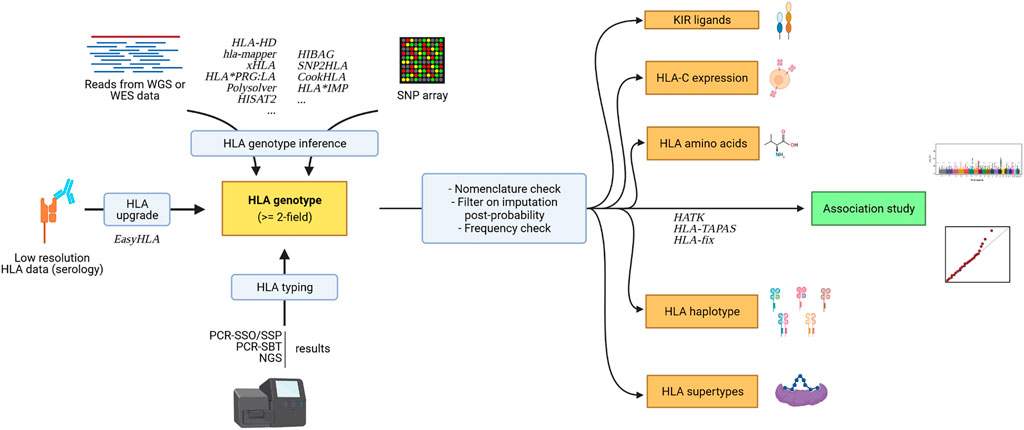 Reads from WGS or
WES data
HLA-HD
hla-mapper
xHLA
HLA*PRG:LA
Polysolver
HISAT2
...
HIBAG
SNP2HLA
CookHLA
HLA*IMP
...
SNP array
HLA genotype inference
Low resolution
HLA data (serology)
HLA
upgrade
EasyHLA
HLA genotype
(>= 2-field)
HLA typing
PCR-SSO/SSP
PCR-SBT
NGS
results
- Nomenclature check
- Filter on imputation
post-probability
- Frequency check
KIR ligands
HLA-C expression
HLA amino acids
OH
NH₂
O
HATK
HLA-TAPAS
HLA-fix
Association study
HLA haplotype
HLA supertypes